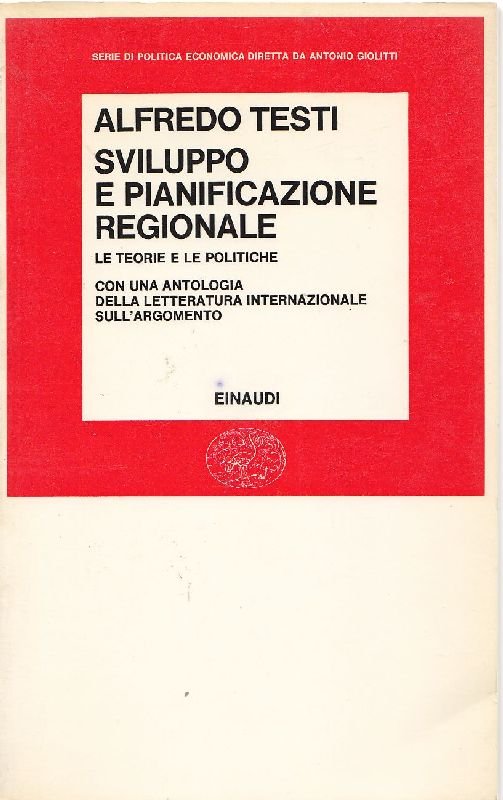 SERIE DI POLITICA ECONOMICA DIRETTA DA ANTONIO GIOLITTI
ALFREDO TESTI
SVILUPPO
E PIANIFICAZIONE
REGIONALE
LE TEORIE E LE POLITICHE
CON UNA ANTOLOGIA
DELLA LETTERATURA INTERNAZIONALE
SULL'ARGOMENTO
EINAUDI